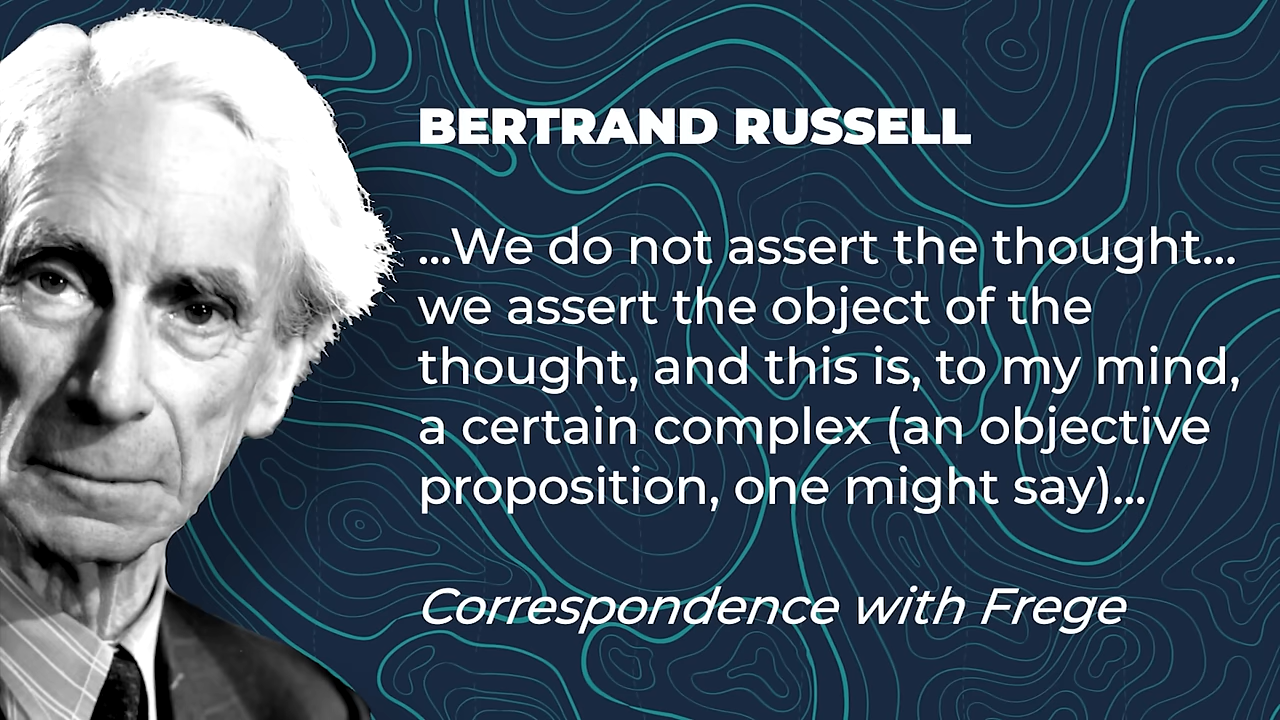 BERTRAND RUSSELL
...We do not assert the thought...
we assert the object of the
thought, and this is, to my mind,
a certain complex (an objective
proposition, one might say)...
Correspondence with Frege